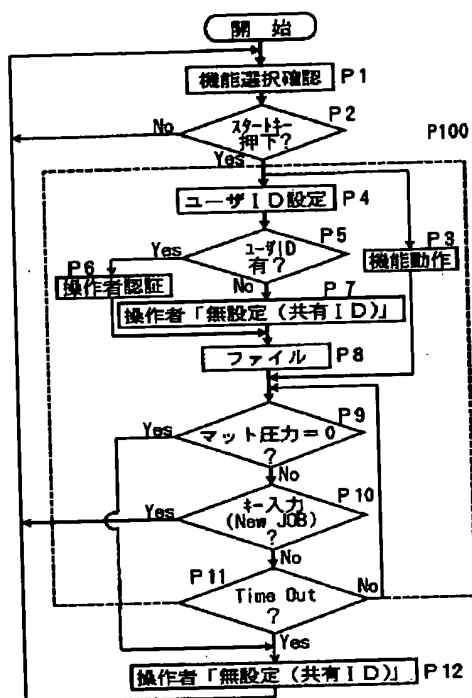 開始
機能選択確認 P1
P2
No スタートキー押下?
P100
Yes
ユーザID設定 P4
P5
Yes ユーザID有?
P3
P6
機能動作
操作者認証
No
P7
操作者「無設定(共有ID)」
ファイル P8
P9
Yes マット圧力=0
?
No
P10
Yes キー入力
(New JOB)
?
No
P11
Time Out No
?
Yes
操作者「無設定(共有ID)」 P12